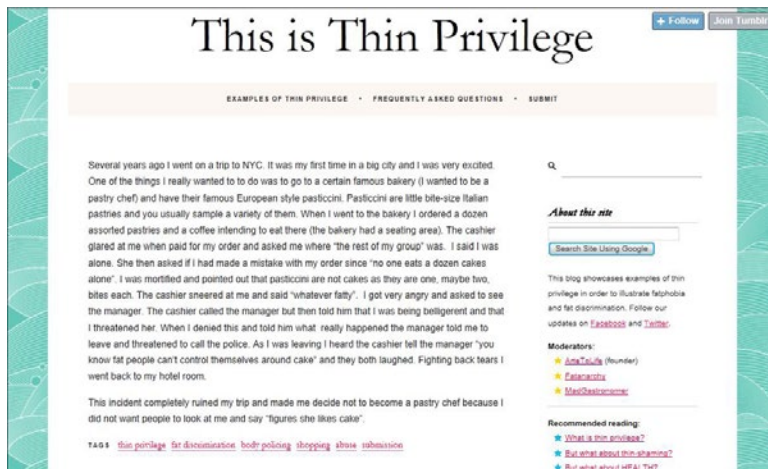 This is Thin Privilege
+ Follow
Join Tumblr
EXAMPLES OF THIN PRIVILEGE • FREQUENTLY ASKED QUESTIONS • SUBMIT
Several years ago I went on a trip to NYC. It was my first time in a big city and I was very excited.
One of the things I really wanted to to do was to go to a certain famous bakery (I wanted to be a
pastry chef) and have their famous European style pasticcini. Pasticcini are little bite-size Italian
pastries and you usually sample a variety of them. When I went to the bakery I ordered a dozen
assorted pastries and a coffee intending to eat there (the bakery had a seating area). The cashier
glared at me when paid for my order and asked me where “the rest of my group” was. I said I was
alone. She then asked if I had made a mistake with my order since “no one eats a dozen cakes
alone”. I was mortified and pointed out that pasticcini are not cakes as they are one, maybe two,
bites each. The cashier sneered at me and said “whatever fatty”. I got very angry and asked to see
the manager. The cashier called the manager but then told him that I was being belligerent and that
I threatened her. When I denied this and told him what really happened the manager told me to
leave and threatened to call the police. As I was leaving I heard the cashier tell the manager “you
know fat people can't control themselves around cake” and they both laughed. Fighting back tears I
went back to my hotel room.
This incident completely ruined my trip and made me decide not to become a pastry chef because I
did not want people to look at me and say “figures she likes cake”.
TAGS thin privilege fat discrimination body policing shopping abuse submission
About this site
Search Site Using Google
This blog showcases examples of thin
privilege in order to illustrate fatphobia
and fat discrimination. Follow our
updates on Facebook and Twitter.
Moderators:
ArteToLife (founder)
Fatanarchy
MadGastronomer
Recommended reading:
What is thin privilege?
But what about thin-shaming?
But what about HEALTH?